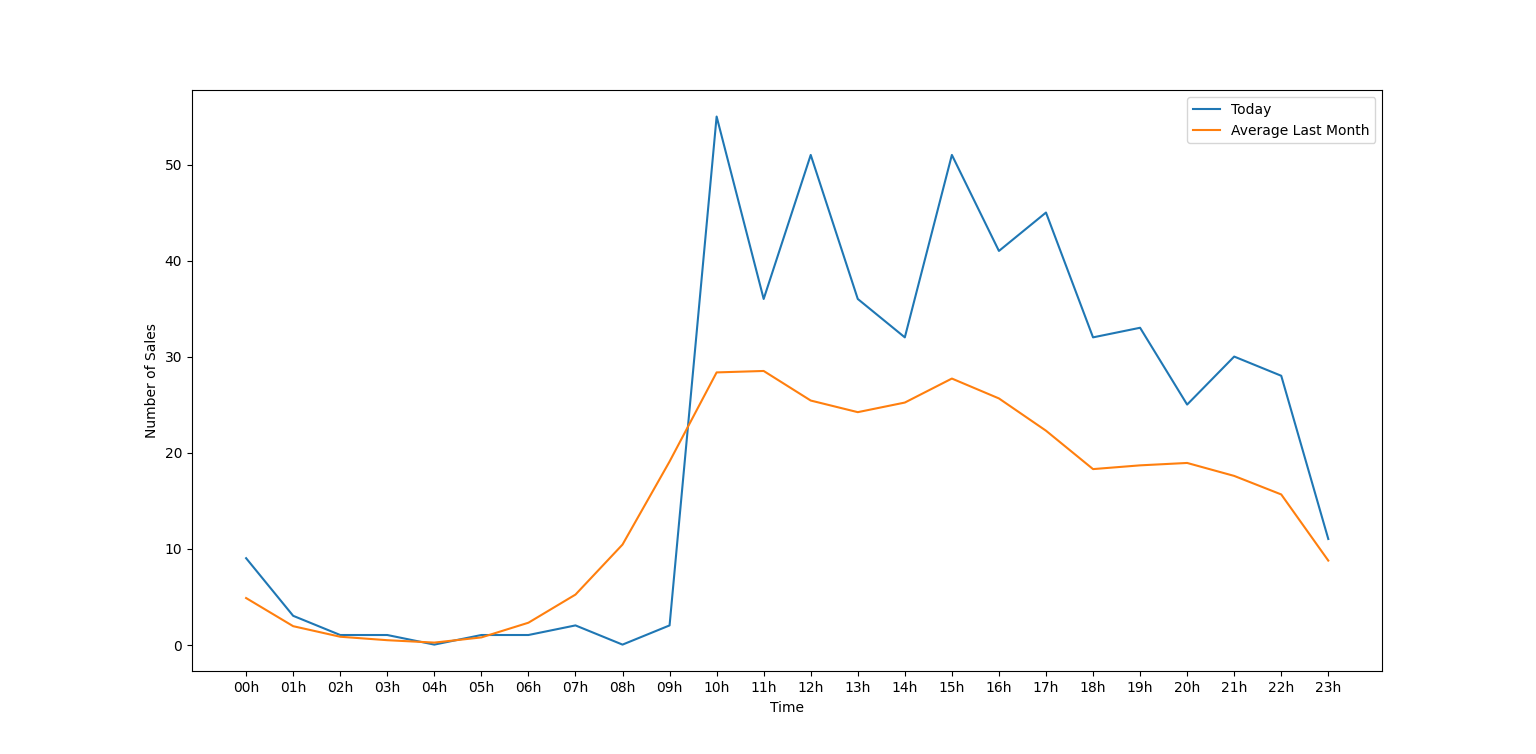 Today
Average Last Month
50
40
30
20
10
0
Number of Sales
00h 01h 02h 03h 04h 05h 06h 07h 08h 09h 10h 11h 12h 13h 14h 15h 16h 17h 18h 19h 20h 21h 22h 23h
Time